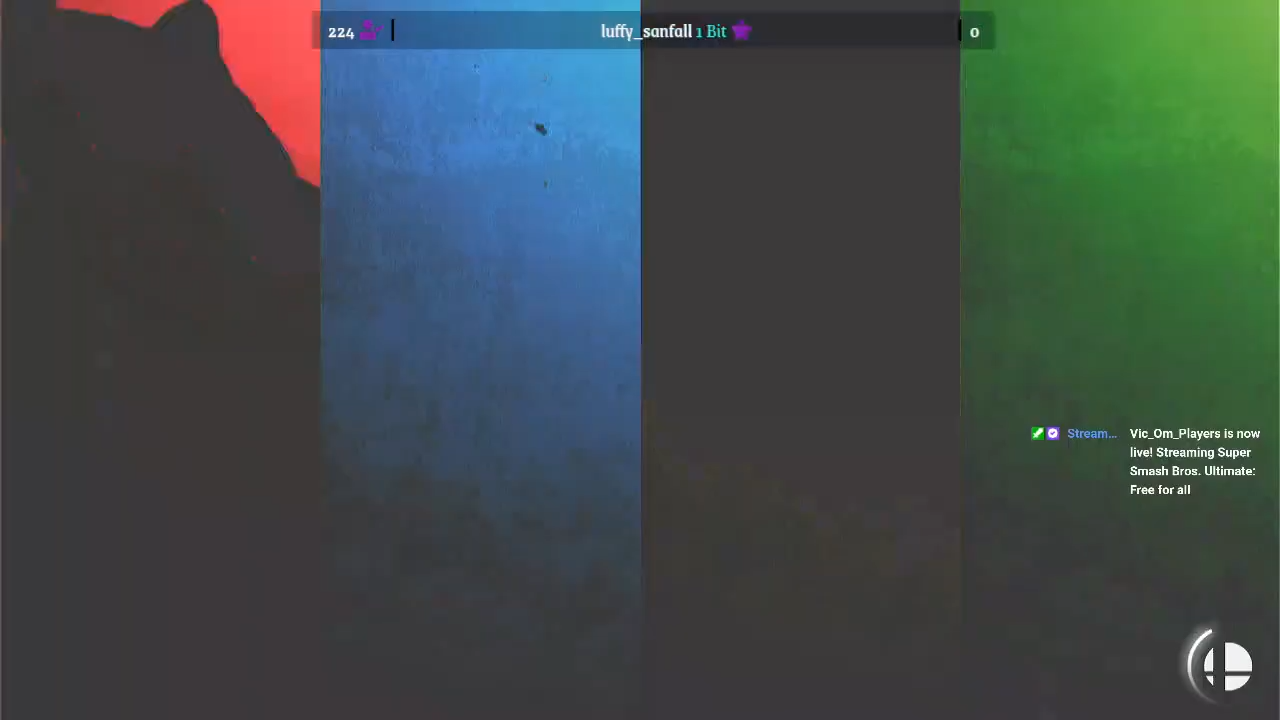 224 luffy_sanfall 1 Bit 0
Stream... Vic_Om_Players is now
live! Streaming Super
Smash Bros. Ultimate:
Free for all